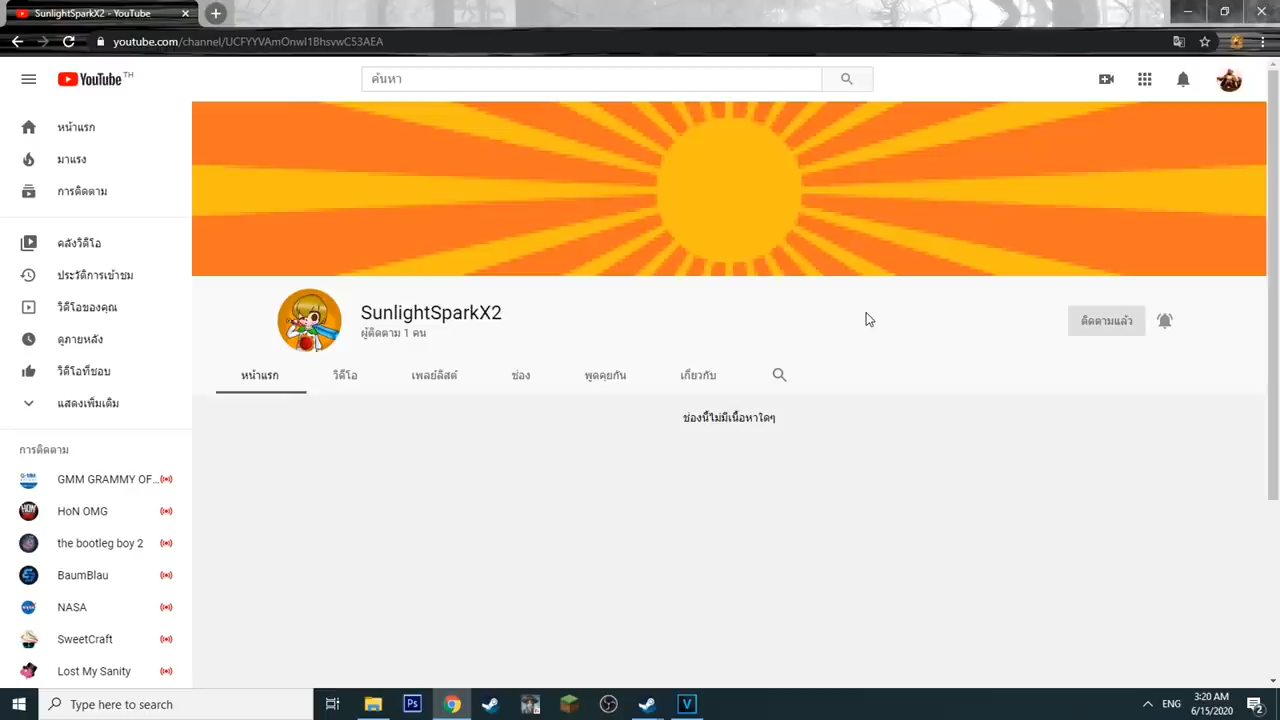 SunlightSparkX2 - YouTube
youtube.com/channel/UCFYYVAmOnwI1BhsvwC53AEA
YouTube TH
ค้นหา
หน้าแรก
มาแรง
การติดตาม
คลังวิดีโอ
ประวัติการเข้าชม
วิดีโอของคุณ
ดูภายหลัง
วิดีโอที่ชอบ
แสดงเพิ่มเติม
การติดตาม
GMM GRAMMY OF...
HoN OMG
the bootleg boy 2
BaumBlau
NASA
SweetCraft
Lost My Sanity
SunlightSparkX2
ผู้ติดตาม 1 คน
ติดตามแล้ว
หน้าแรก วิดีโอ เพลย์ลิสต์ ช่อง พูดคุยกัน เกี่ยวกับ
ช่องนี้ไม่มีเนื้อหาใดๆ
Type here to search
Ps
V
ENG
3:20 AM
6/15/2020
2